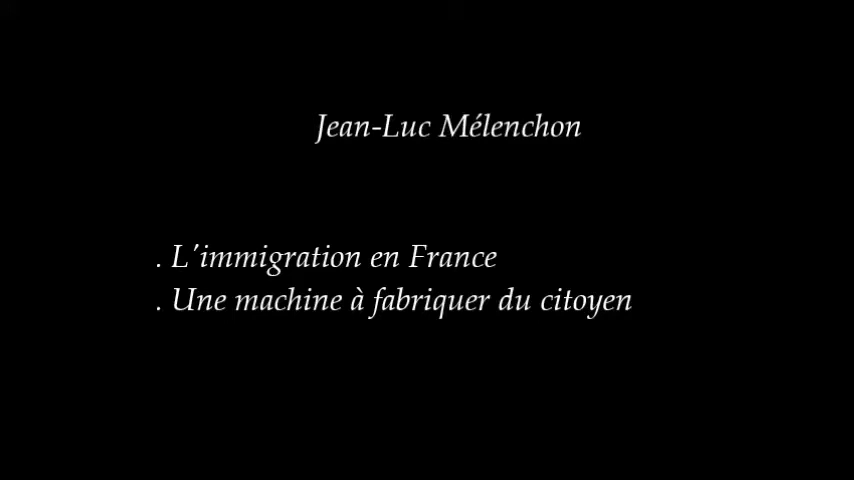 Jean-Luc Mélenchon
. L'immigration en France
. Une machine à fabriquer du citoyen